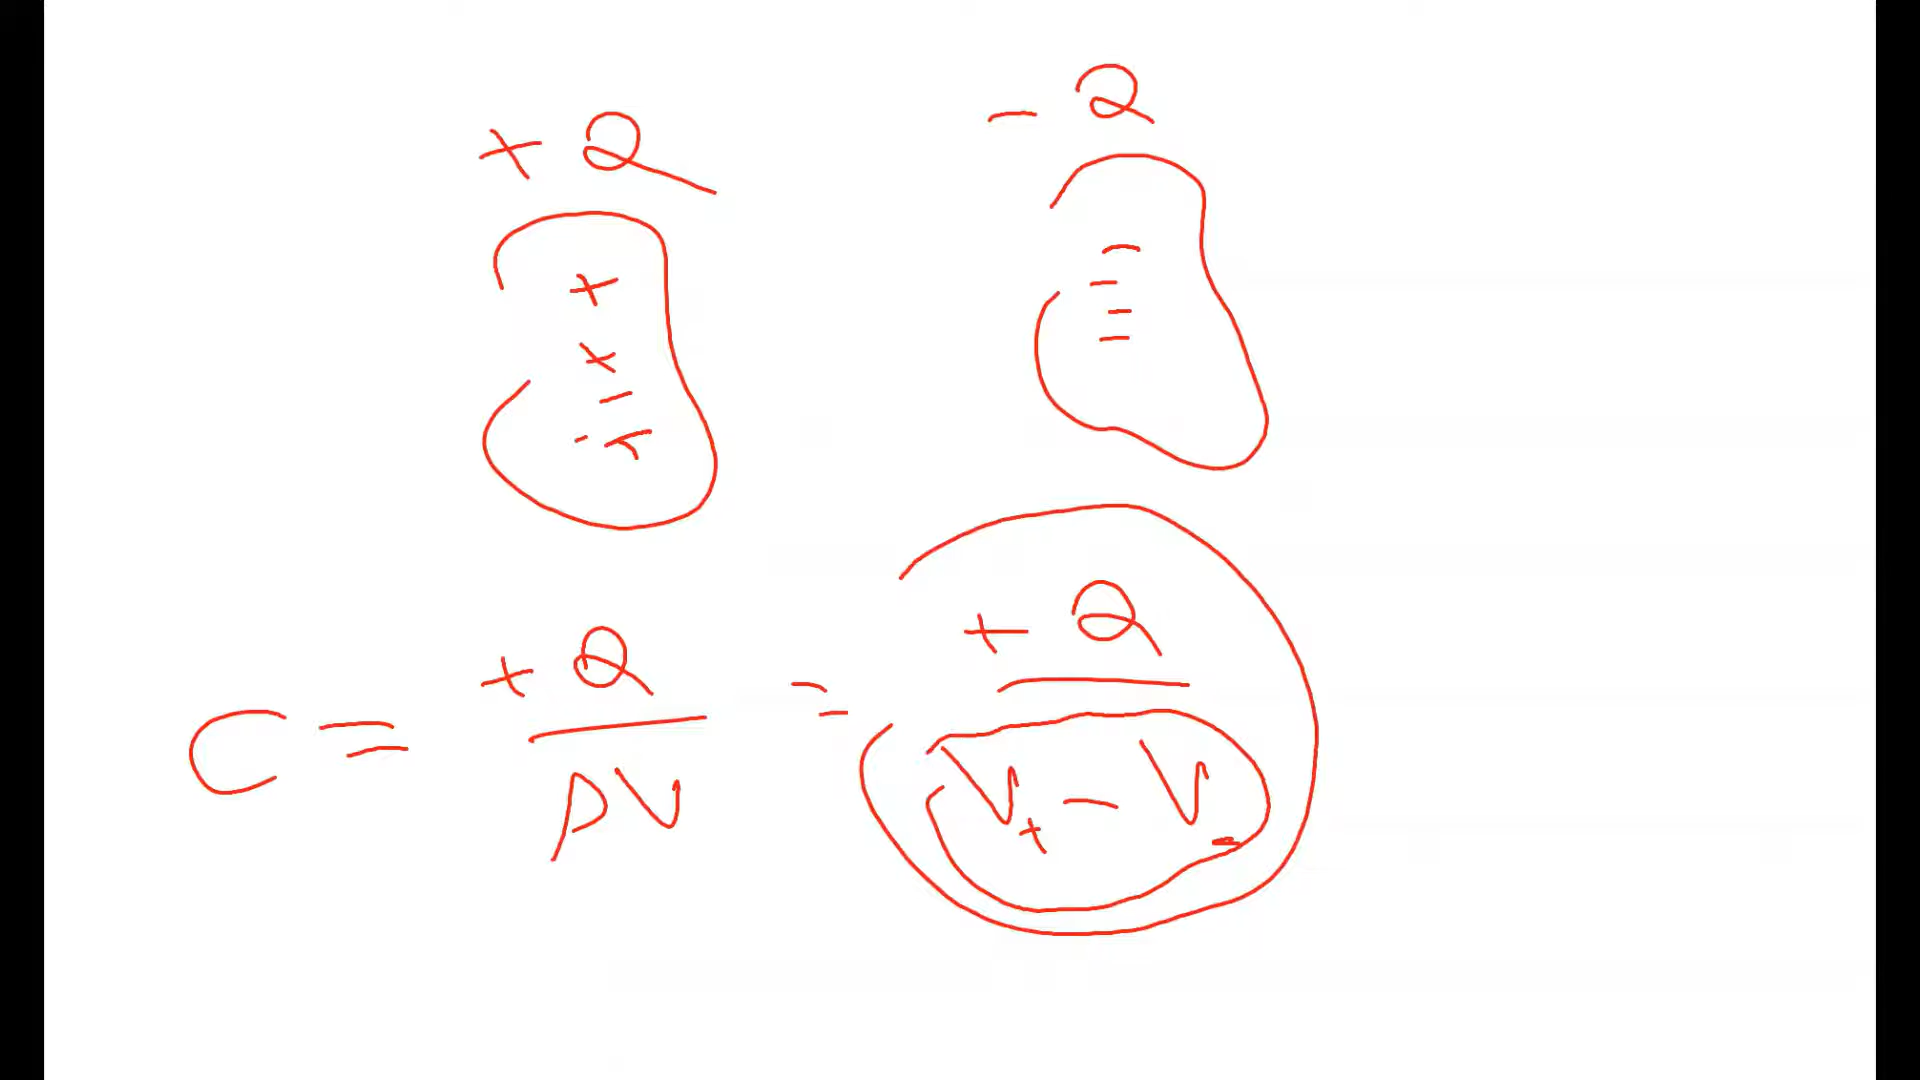 + Q - Q
+ + - +
- - - -
C = + Q / ΔV = + Q / V+ - V-